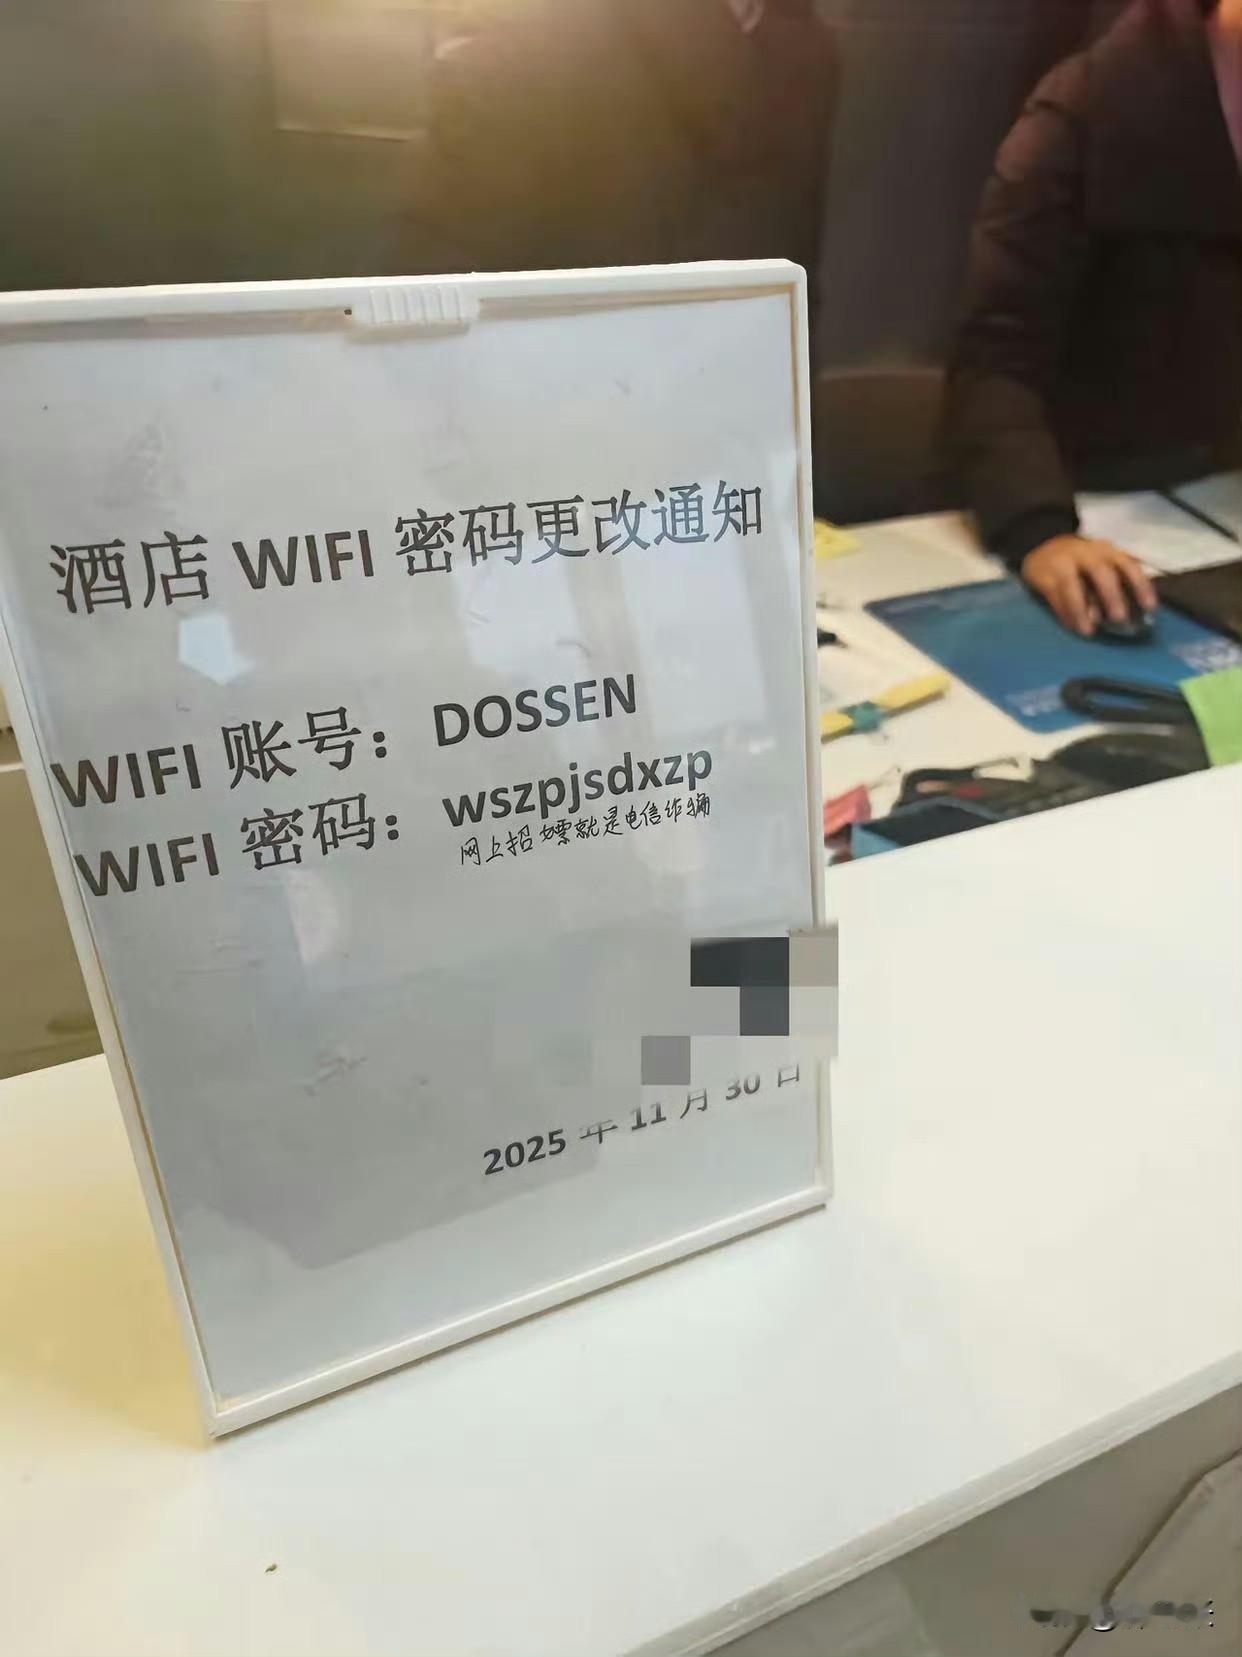 酒店 WIFI 密码更改通知
WIFI 账号：DOSSEN
WIFI 密码：wszpjsdxzp
网上招嫖就是电信诈骗
2025 年 11 月 30 日